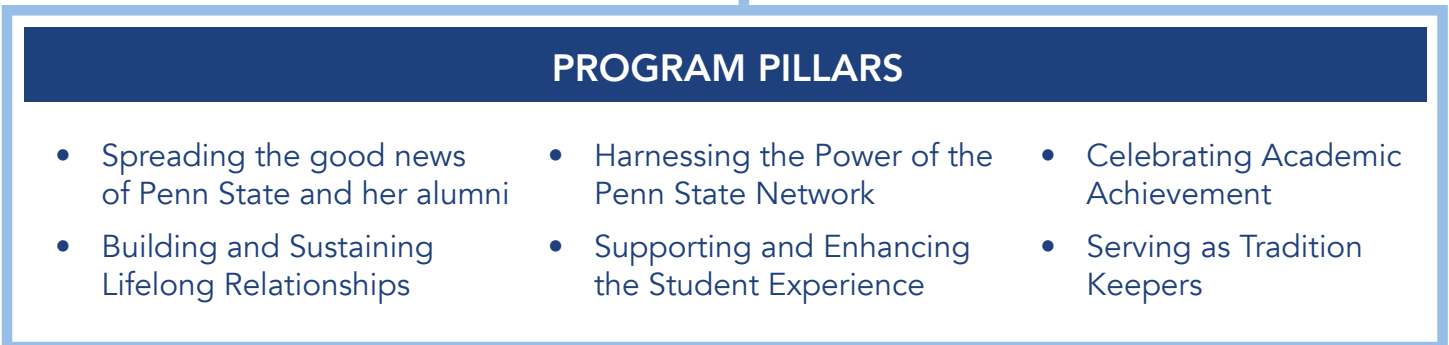 PROGRAM PILLARS
• Spreading the good news
of Penn State and her alumni
• Building and Sustaining
Lifelong Relationships
• Harnessing the Power of the
Penn State Network
• Supporting and Enhancing
the Student Experience
• Celebrating Academic
Achievement
• Serving as Tradition
Keepers